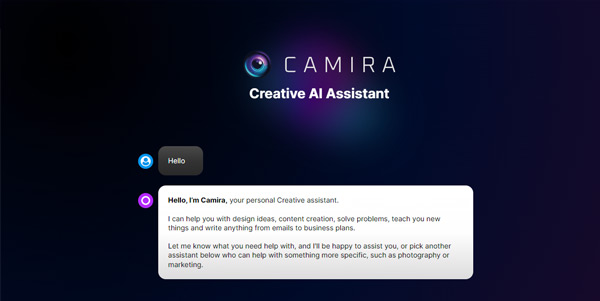 CAMIRA
Creative AI Assistant
Hello
Hello, I'm Camira, your personal Creative assistant.
I can help you with design ideas, content creation, solve problems, teach you new
things and write anything from emails to business plans.
Let me know what you need help with, and I'll be happy to assist you, or pick another
assistant below who can help with something more specific, such as photography or
marketing.